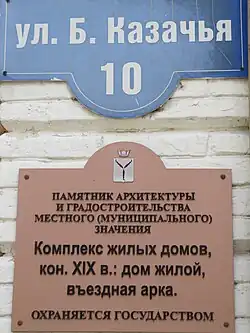 ул. Б. Казачья
10
ПАМЯТНИК АРХИТЕКТУРЫ
И ГРАДОСТРОИТЕЛЬСТВА
МЕСТНОГО (МУНИЦИПАЛЬНОГО)
ЗНАЧЕНИЯ
Комплекс жилых домов,
кон. XIX в.: дом жилой,
въездная арка.
ОХРАНЯЕТСЯ ГОСУДАРСТВОМ